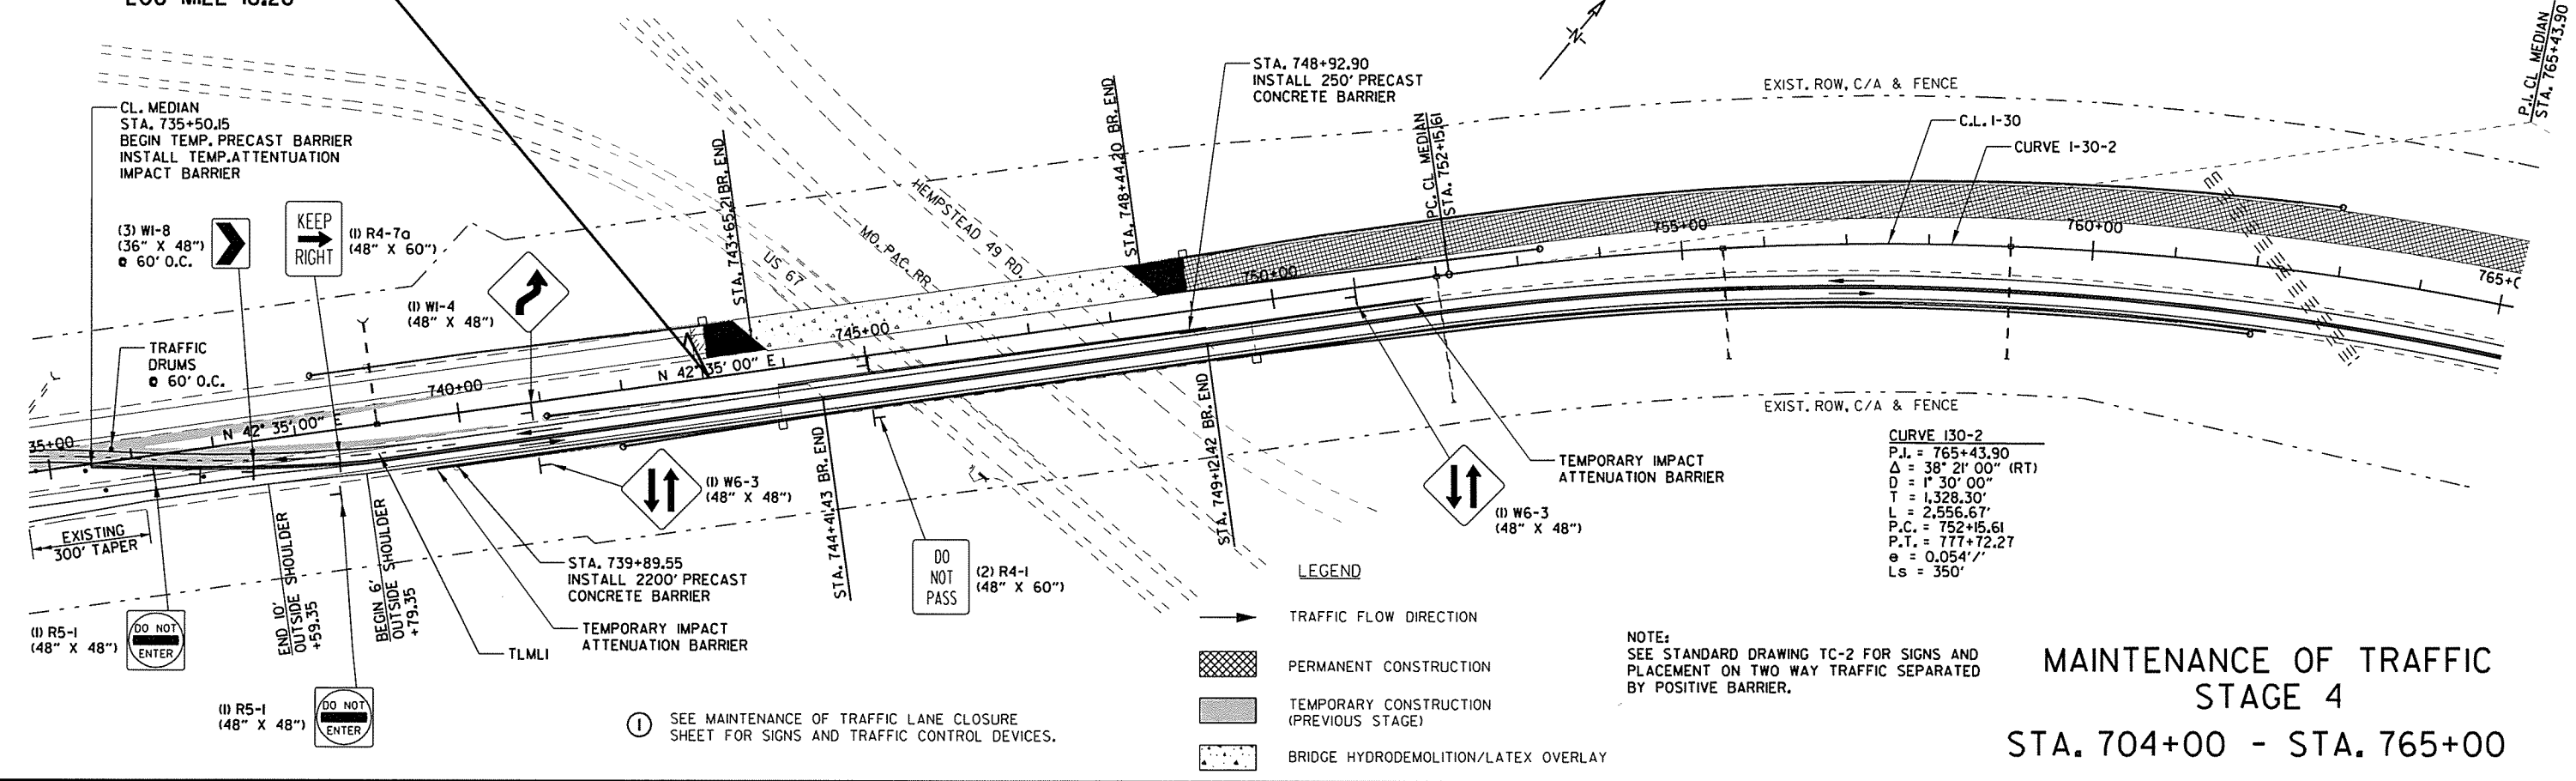 LOG MILE 18.20
CL. MEDIAN
STA. 735+50.15
BEGIN TEMP. PRECAST BARRIER
INSTALL TEMP.ATTENTUATION
IMPACT BARRIER
(3) W1-8
(36" X 48")
@ 60' O.C.
KEEP
RIGHT
(1) R4-7a
(48" X 60")
(1) W1-4
(48" X 48")
TRAFFIC
DRUMS
@ 60' O.C.
STA. 743+65.21 BR. END
US 67
MO. PAC. RR
HEMPSTEAD 49 RD.
STA. 748+44.20 BR. END
STA. 748+92.90
INSTALL 250' PRECAST
CONCRETE BARRIER
-N-
PC. CL MEDIAN
STA. 752+15.61
EXIST. ROW, C/A & FENCE
C.L. I-30
CURVE I-30-2
P.I. CL MEDIAN
STA. 765+43.90
35+00
N 42° 35' 00" E
740+00
N 42° 35' 00" E
745+00
750+00
755+00
760+00
765+0
EXISTING
300' TAPER
END 10'
OUTSIDE SHOULDER
+59.35
BEGIN 6'
OUTSIDE SHOULDER
+79.35
(1) R5-1
(48" X 48")
DO NOT
ENTER
(1) R5-1
(48" X 48")
DO NOT
ENTER
TLML1
STA. 739+89.55
INSTALL 2200' PRECAST
CONCRETE BARRIER
TEMPORARY IMPACT
ATTENUATION BARRIER
(1) W6-3
(48" X 48")
STA. 744+41.43 BR. END
DO
NOT
PASS
(2) R4-1
(48" X 60")
STA. 749+12.42 BR. END
(1) W6-3
(48" X 48")
TEMPORARY IMPACT
ATTENUATION BARRIER
EXIST. ROW, C/A & FENCE
CURVE 130-2
P.I. = 765+43.90
Δ = 38° 21' 00" (RT)
D = 1° 30' 00"
T = 1,328.30'
L = 2,556.67'
P.C. = 752+15.61
P.T. = 777+72.27
e = 0.054'/'
Ls = 350'
LEGEND
TRAFFIC FLOW DIRECTION
PERMANENT CONSTRUCTION
TEMPORARY CONSTRUCTION
(PREVIOUS STAGE)
BRIDGE HYDRODEMOLITION/LATEX OVERLAY
1 SEE MAINTENANCE OF TRAFFIC LANE CLOSURE
SHEET FOR SIGNS AND TRAFFIC CONTROL DEVICES.
NOTE:
SEE STANDARD DRAWING TC-2 FOR SIGNS AND
PLACEMENT ON TWO WAY TRAFFIC SEPARATED
BY POSITIVE BARRIER.
MAINTENANCE OF TRAFFIC
STAGE 4
STA. 704+00 - STA. 765+00